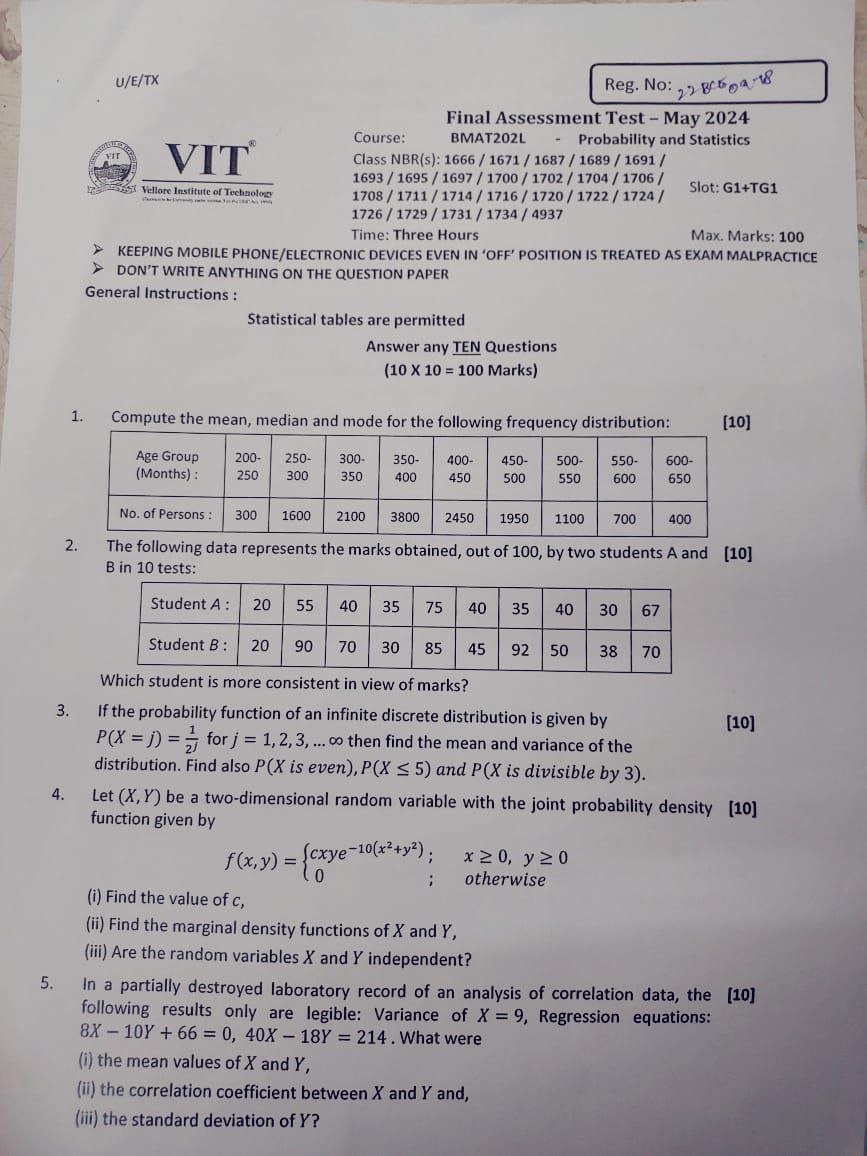 U/E/TX
Reg. No:
Final Assessment Test – May 2024
Course: BMAT202L - Probability and Statistics
Class NBR(s): 1666 / 1671 / 1687 / 1689 / 1691 /
1693 / 1695 / 1697 / 1700 / 1702 / 1704 / 1706 /
1708 / 1711 / 1714 / 1716 / 1720 / 1722 / 1724 /
1726 / 1729 / 1731 / 1734 / 4937
Slot: G1+TG1
VIT
VIT®
Vellore Institute of Technology
Time: Three Hours Max. Marks: 100
➢ KEEPING MOBILE PHONE/ELECTRONIC DEVICES EVEN IN 'OFF' POSITION IS TREATED AS EXAM MALPRACTICE
➢ DON'T WRITE ANYTHING ON THE QUESTION PAPER
General Instructions :
Statistical tables are permitted
Answer any TEN Questions
(10 X 10 = 100 Marks)
1. Compute the mean, median and mode for the following frequency distribution: [10]
Age Group (Months) : 200-250 250-300 300-350 350-400 400-450 450-500 500-550 550-600 600-650
No. of Persons : 300 1600 2100 3800 2450 1950 1100 700 400
2. The following data represents the marks obtained, out of 100, by two students A and [10]
B in 10 tests:
Student A : 20 55 40 35 75 40 35 40 30 67
Student B : 20 90 70 30 85 45 92 50 38 70
Which student is more consistent in view of marks?
3. If the probability function of an infinite discrete distribution is given by [10]
P(X = j) = 1/2^j for j = 1, 2, 3, ... ∞ then find the mean and variance of the
distribution. Find also P(X is even), P(X ≤ 5) and P(X is divisible by 3).
4. Let (X, Y) be a two-dimensional random variable with the joint probability density [10]
function given by
f(x, y) = {cxye^−10(x²+y²) ; x ≥ 0, y ≥ 0
0 ; otherwise
(i) Find the value of c,
(ii) Find the marginal density functions of X and Y,
(iii) Are the random variables X and Y independent?
5. In a partially destroyed laboratory record of an analysis of correlation data, the [10]
following results only are legible: Variance of X = 9, Regression equations:
8X − 10Y + 66 = 0, 40X − 18Y = 214 . What were
(i) the mean values of X and Y,
(ii) the correlation coefficient between X and Y and,
(iii) the standard deviation of Y?